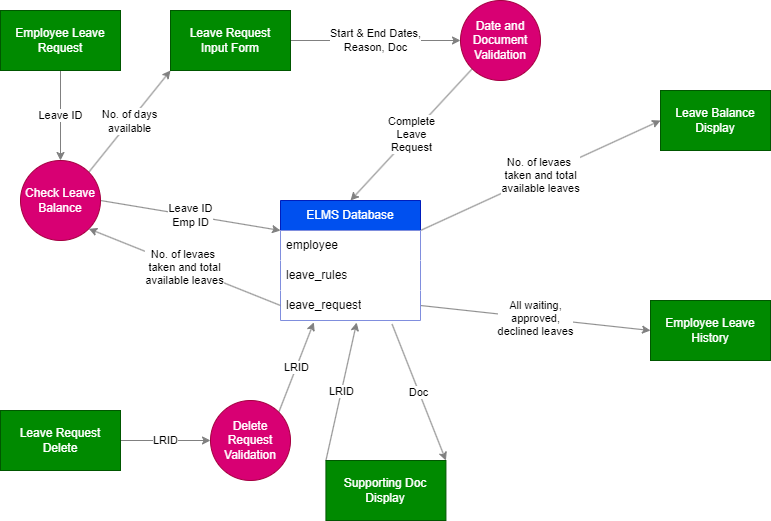 Employee Leave
Request
Leave Request
Input Form
Start & End Dates,
Reason, Doc
Date and
Document
Validation
Leave ID
No. of days
available
Complete
Leave
Request
Leave Balance
Display
No. of levaes
taken and total
available leaves
Check Leave
Balance
Leave ID
Emp ID
ELMS Database
employee
leave_rules
leave_request
No. of levaes
taken and total
available leaves
All waiting,
approved,
declined leaves
Employee Leave
History
LRID
LRID
Doc
Leave Request
Delete
LRID
Delete
Request
Validation
Supporting Doc
Display